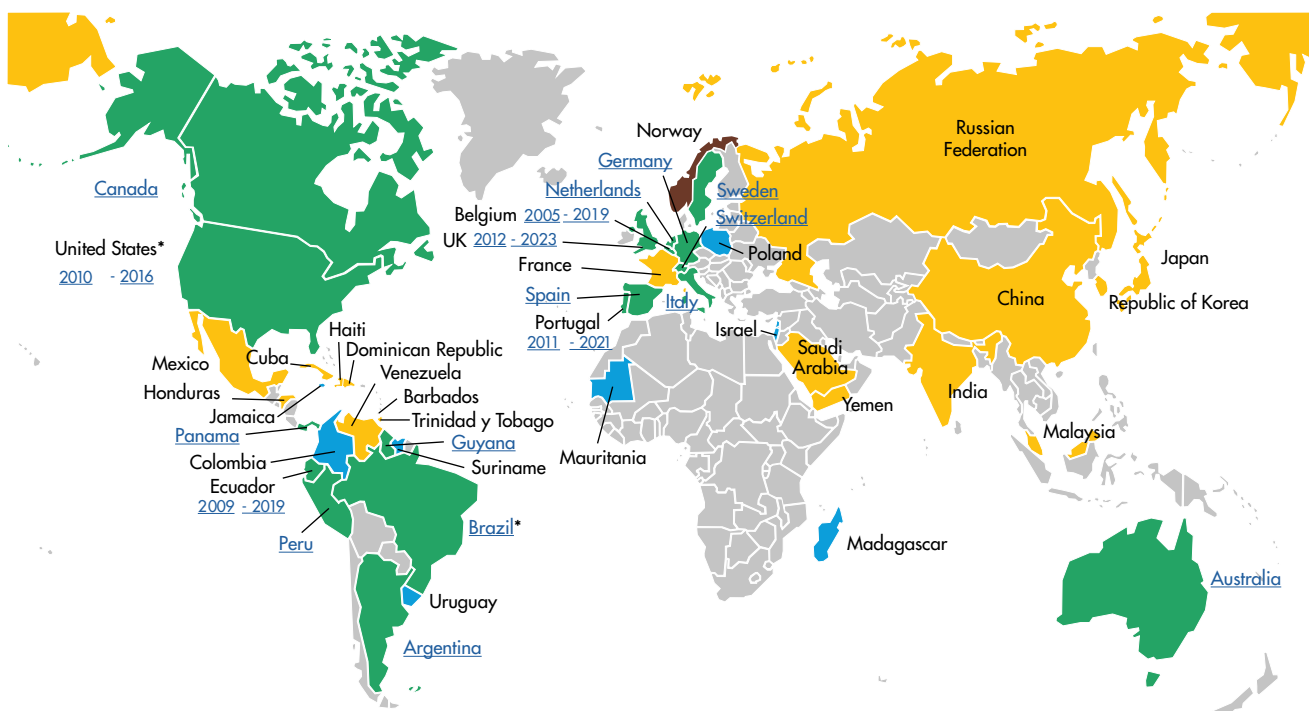 Norway
Germany
Netherlands
Belgium 2005 - 2019
UK 2012 - 2023
France
Spain
Portugal
2011 - 2021
Italy
Sweden
Switzerland
Poland
Israel
Russian
Federation
China
Japan
Republic of Korea
Saudi
Arabia
Yemen
India
Malaysia
Canada
United States*
2010 - 2016
Mexico
Cuba
Haiti
Dominican Republic
Venezuela
Honduras
Jamaica
Barbados
Trinidad y Tobago
Panama
Guyana
Colombia
Suriname
Ecuador
2009 - 2019
Peru
Brazil*
Uruguay
Argentina
Mauritania
Madagascar
Australia